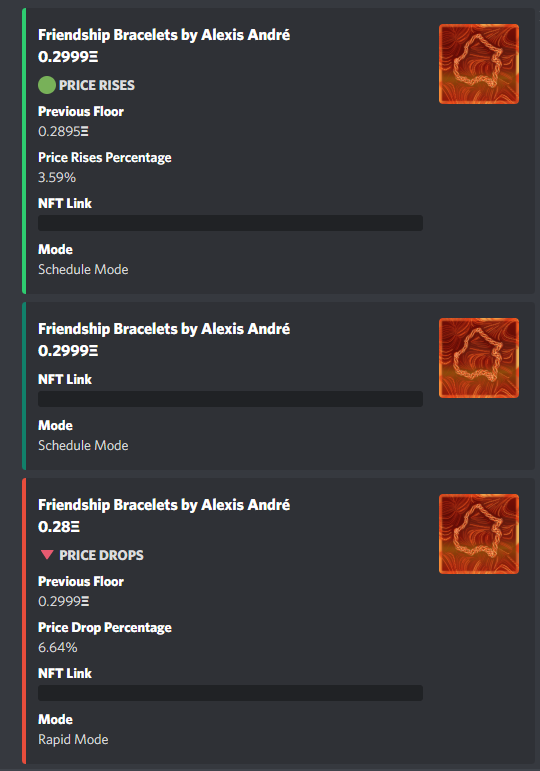 Friendship Bracelets by Alexis André
0.2999Ξ
PRICE RISES
Previous Floor
0.2895Ξ
Price Rises Percentage
3.59%
NFT Link
Mode
Schedule Mode
Friendship Bracelets by Alexis André
0.2999Ξ
NFT Link
Mode
Schedule Mode
Friendship Bracelets by Alexis André
0.28Ξ
PRICE DROPS
Previous Floor
0.2999Ξ
Price Drop Percentage
6.64%
NFT Link
Mode
Rapid Mode